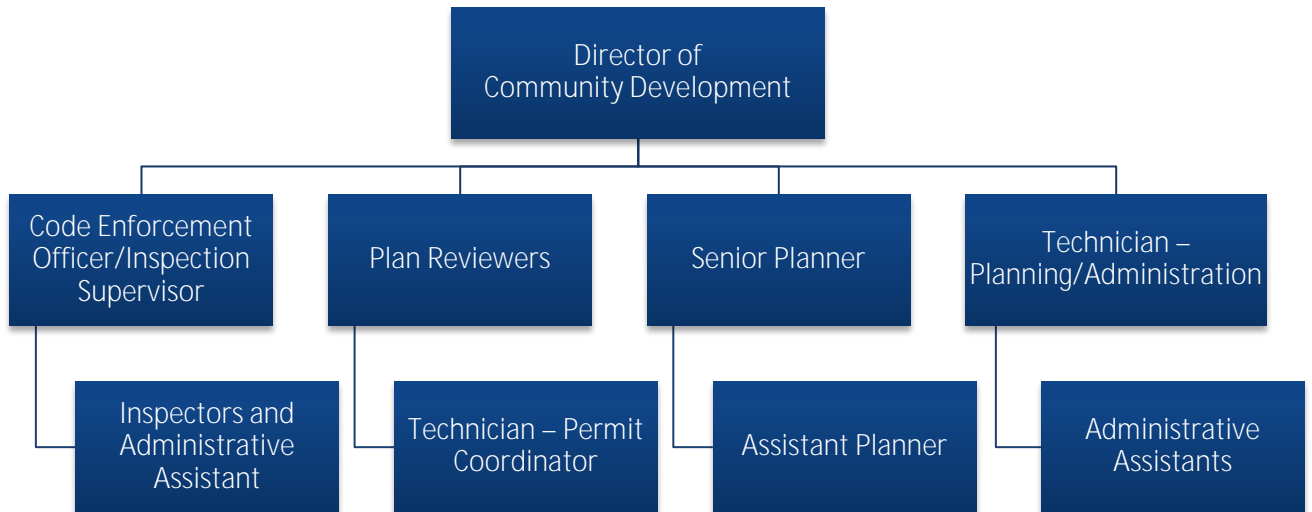 Director of
Community Development
Code Enforcement
Officer/Inspection
Supervisor
Plan Reviewers
Senior Planner
Technician –
Planning/Administration
Inspectors and
Administrative
Assistant
Technician – Permit
Coordinator
Assistant Planner
Administrative
Assistants